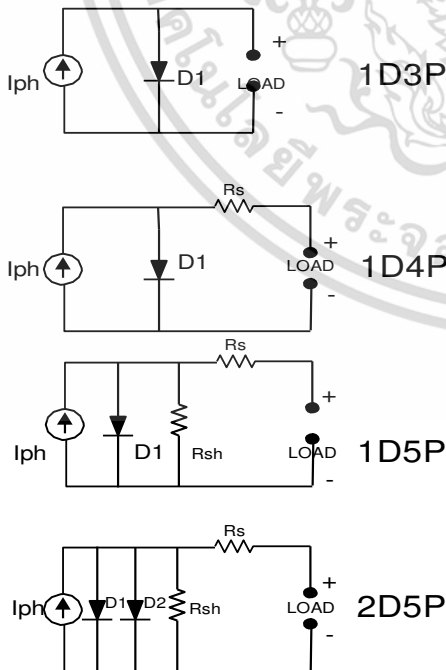 +
Iph D1 LOAD 1D3P
-
Rs
+
Iph D1 LOAD 1D4P
-
Rs
+
Iph D1 Rsh LOAD 1D5P
-
Rs
+
Iph D1 D2 Rsh LOAD 2D5P
-